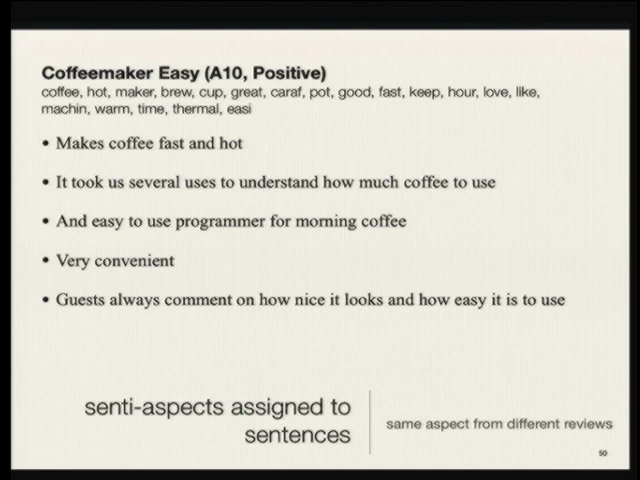 Coffeemaker Easy (A10, Positive)
coffee, hot, maker, brew, cup, great, caraf, pot, good, fast, keep, hour, love, like,
machin, warm, time, thermal, easi
• Makes coffee fast and hot
• It took us several uses to understand how much coffee to use
• And easy to use programmer for morning coffee
• Very convenient
• Guests always comment on how nice it looks and how easy it is to use
senti-aspects assigned to
sentences
same aspect from different reviews
50